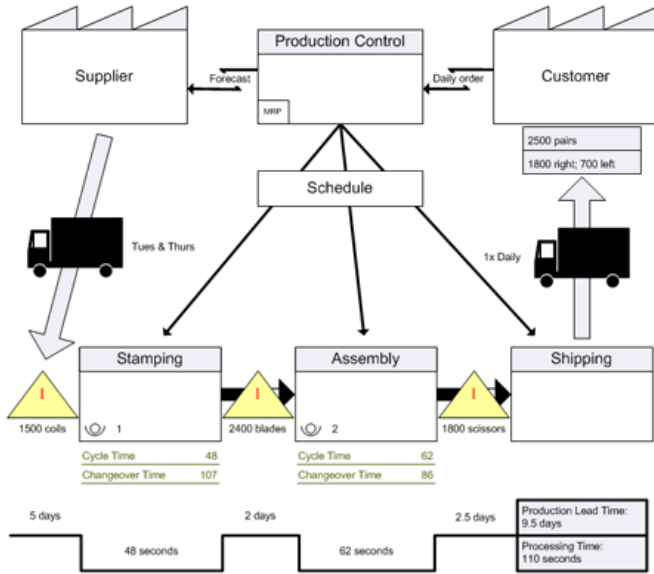 Supplier
Forecast
Production Control
MRP
Daily order
Customer
2500 pairs
1800 right; 700 left
Schedule
Tues & Thurs
1x Daily
Stamping
Assembly
Shipping
I
I
I
1500 coils
1
2400 blades
2
1800 scissors
Cycle Time 48
Changeover Time 107
Cycle Time 62
Changeover Time 86
5 days
48 seconds
2 days
62 seconds
2.5 days
Production Lead Time:
9.5 days
Processing Time:
110 seconds